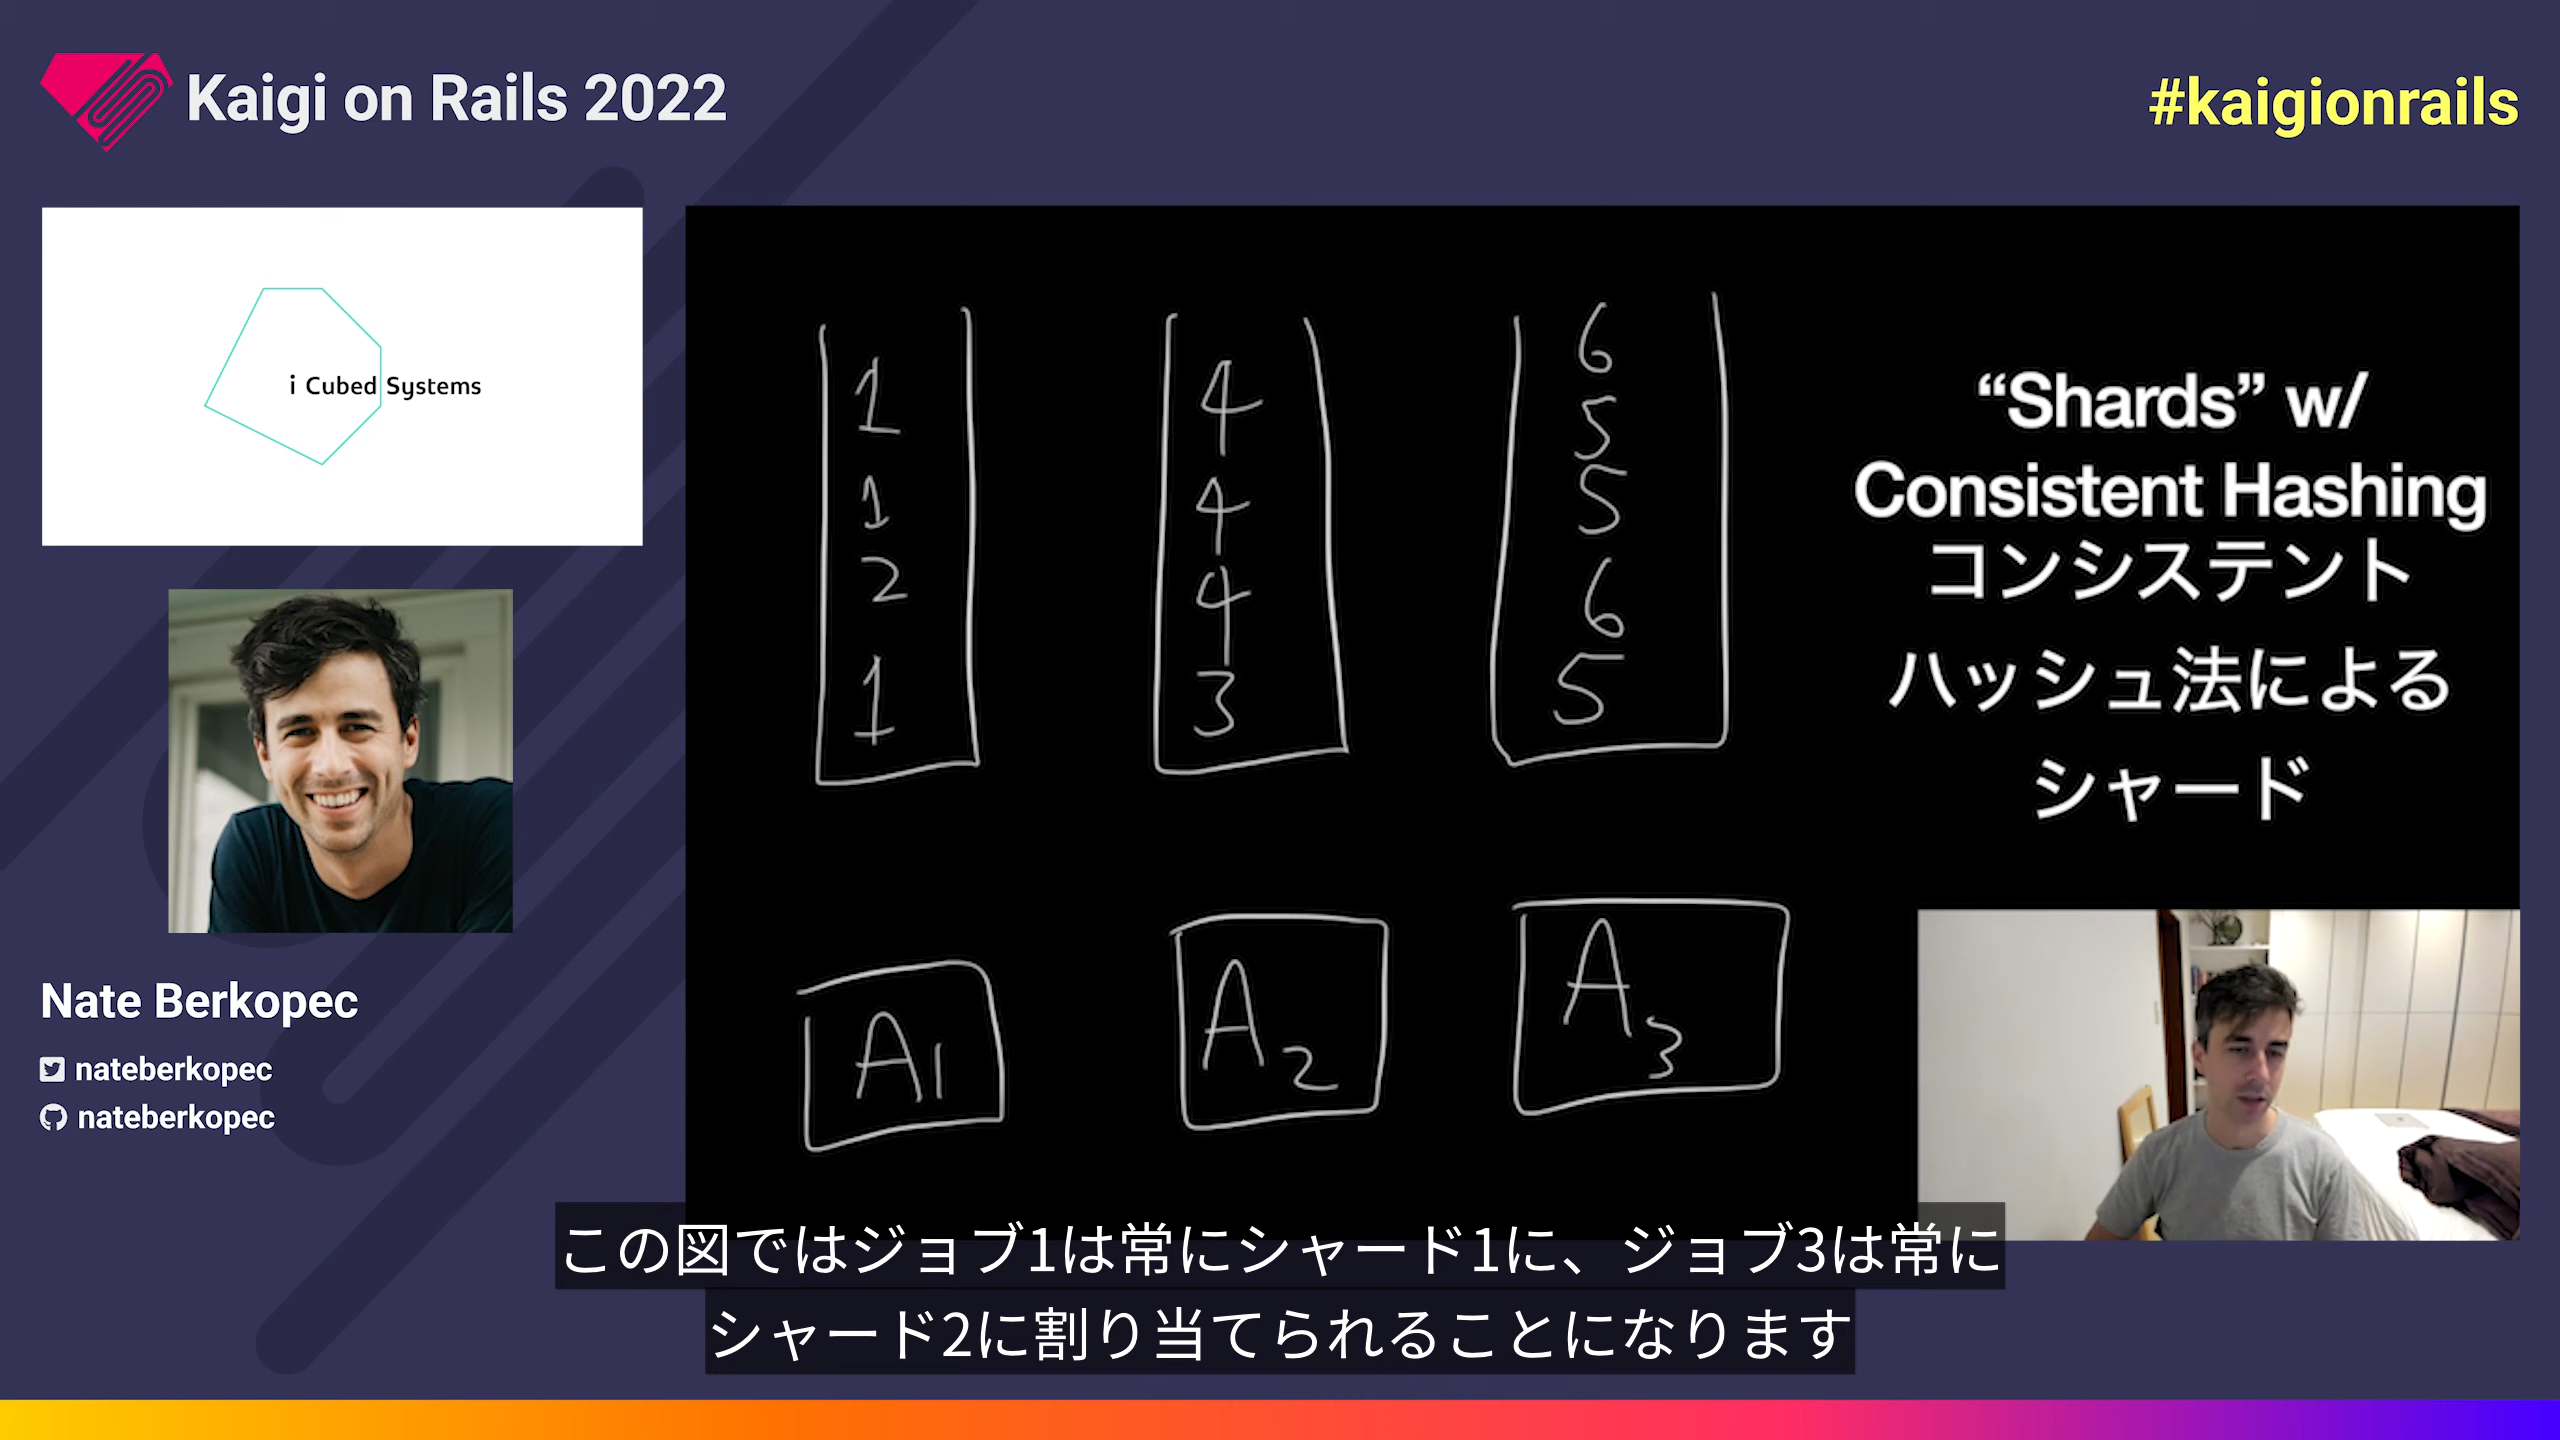 Kaigi on Rails 2022
#kaigionrails
i Cubed Systems
Nate Berkopec
nateberkopec
nateberkopec
1
1
2
1
4
4
4
3
6
5
5
6
5
A1
A2
A3
“Shards” w/
Consistent Hashing
コンシステント
ハッシュ法による
シャード
この図ではジョブ1は常にシャード1に、ジョブ3は常に
シャード2に割り当てられることになります